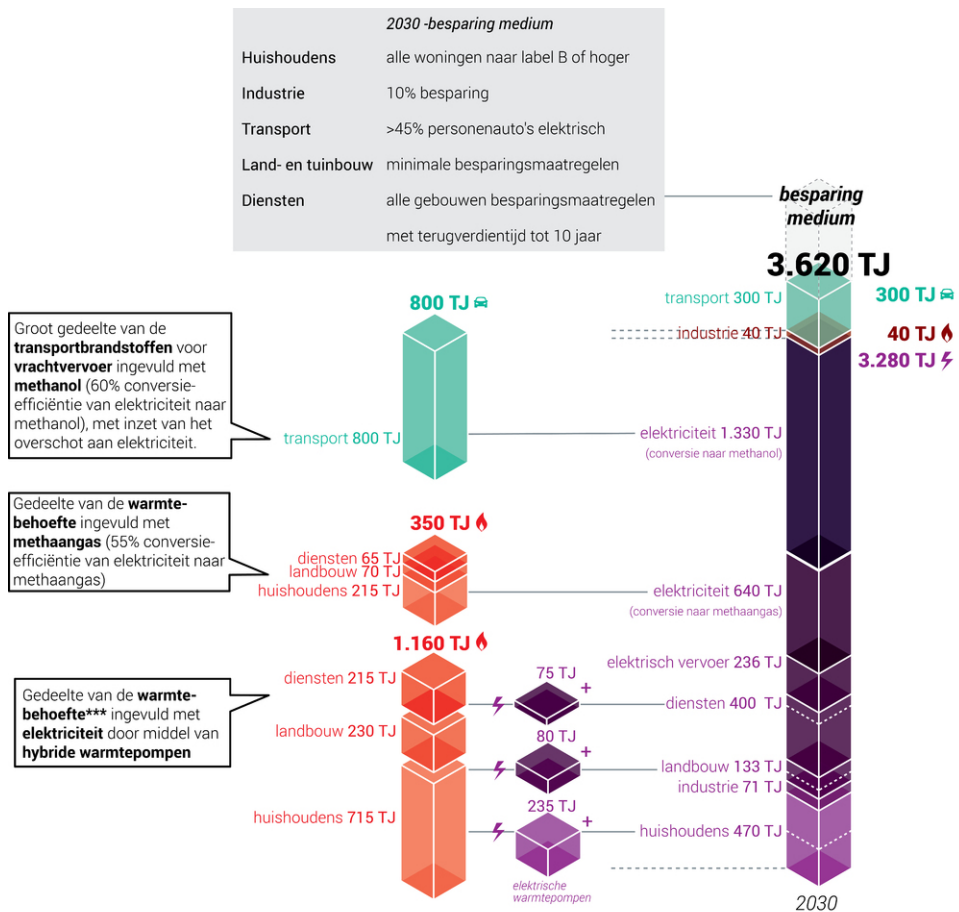 2030 -besparing medium
Huishoudens alle woningen naar label B of hoger
Industrie 10% besparing
Transport >45% personenauto's elektrisch
Land- en tuinbouw minimale besparingsmaatregelen
Diensten alle gebouwen besparingsmaatregelen
met terugverdientijd tot 10 jaar
besparing
medium
3.620 TJ
transport 300 TJ
300 TJ
industrie 40 TJ
40 TJ
3.280 TJ
800 TJ
Groot gedeelte van de
transportbrandstoffen voor
vrachtvervoer ingevuld met
methanol (60% conversie-
efficiëntie van elektriciteit naar
methanol), met inzet van het
overschot aan elektriciteit.
transport 800 TJ
elektriciteit 1.330 TJ
(conversie naar methanol)
Gedeelte van de warmte-
behoefte ingevuld met
methaangas (55% conversie-
efficiëntie van elektriciteit naar
methaangas)
350 TJ
diensten 65 TJ
landbouw 70 TJ
huishoudens 215 TJ
elektriciteit 640 TJ
(conversie naar methaangas)
1.160 TJ
elektrisch vervoer 236 TJ
Gedeelte van de warmte-
behoefte*** ingevuld met
elektriciteit door middel van
hybride warmtepompen
diensten 215 TJ
75 TJ
+
diensten 400 TJ
landbouw 230 TJ
80 TJ
+
landbouw 133 TJ
industrie 71 TJ
huishoudens 715 TJ
235 TJ
+
huishoudens 470 TJ
elektrische
warmtepompen
2030